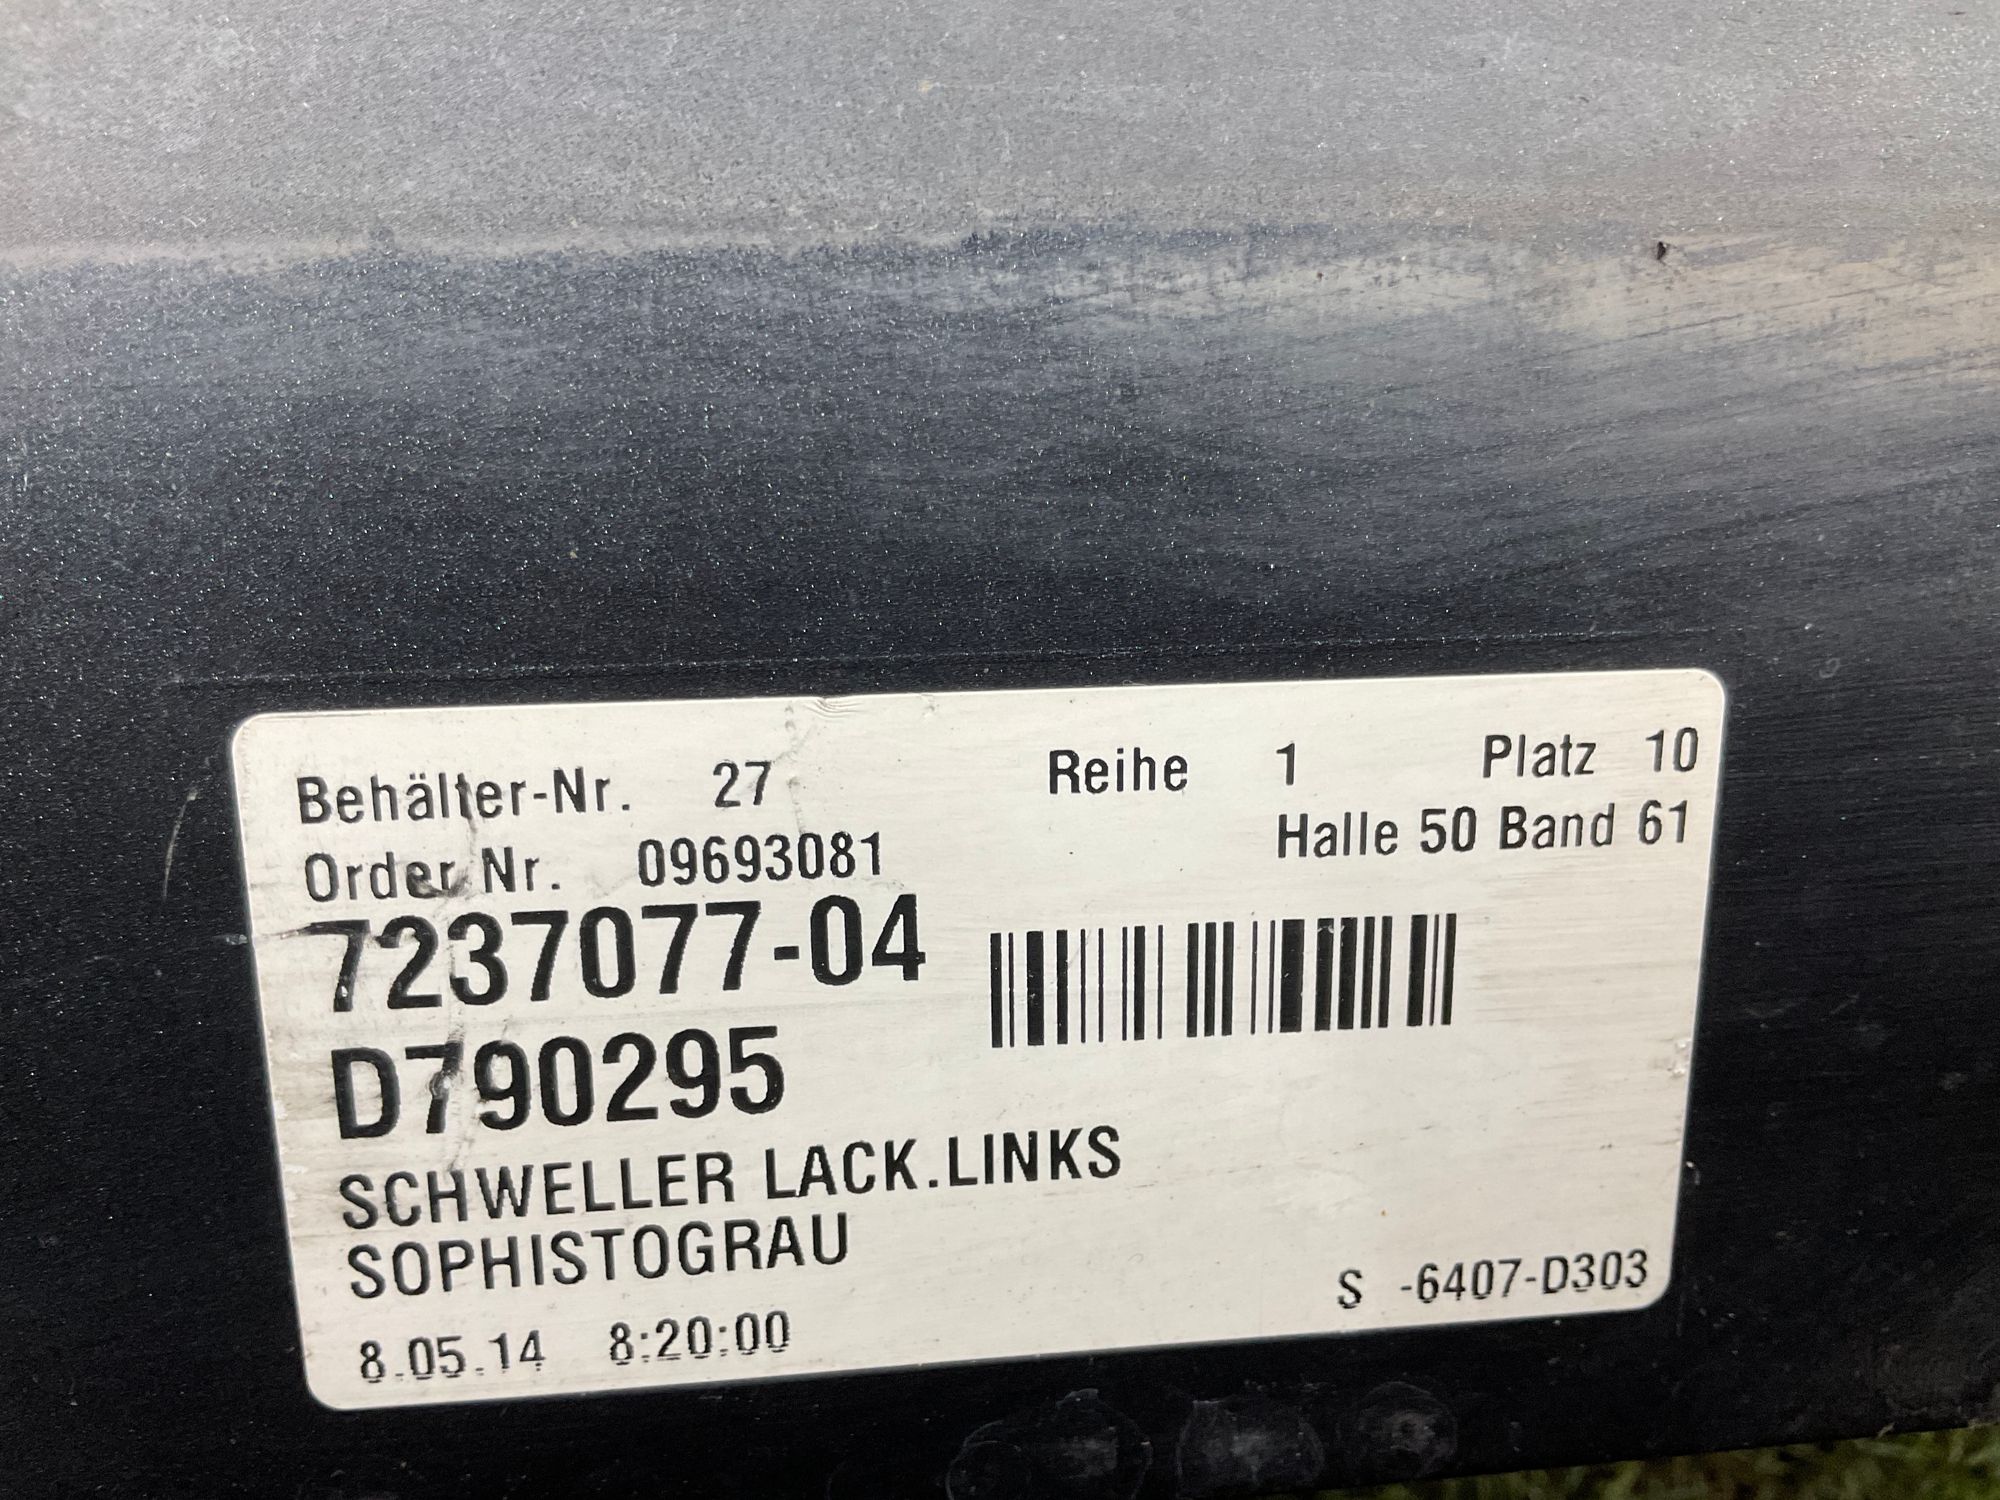 Behälter-Nr. 27 Reihe 1 Platz 10
Order Nr. 09693081 Halle 50 Band 61
7237077-04
D790295
SCHWELLER LACK.LINKS
SOPHISTOGRAU
8.05.14 8:20:00 S -6407-D303